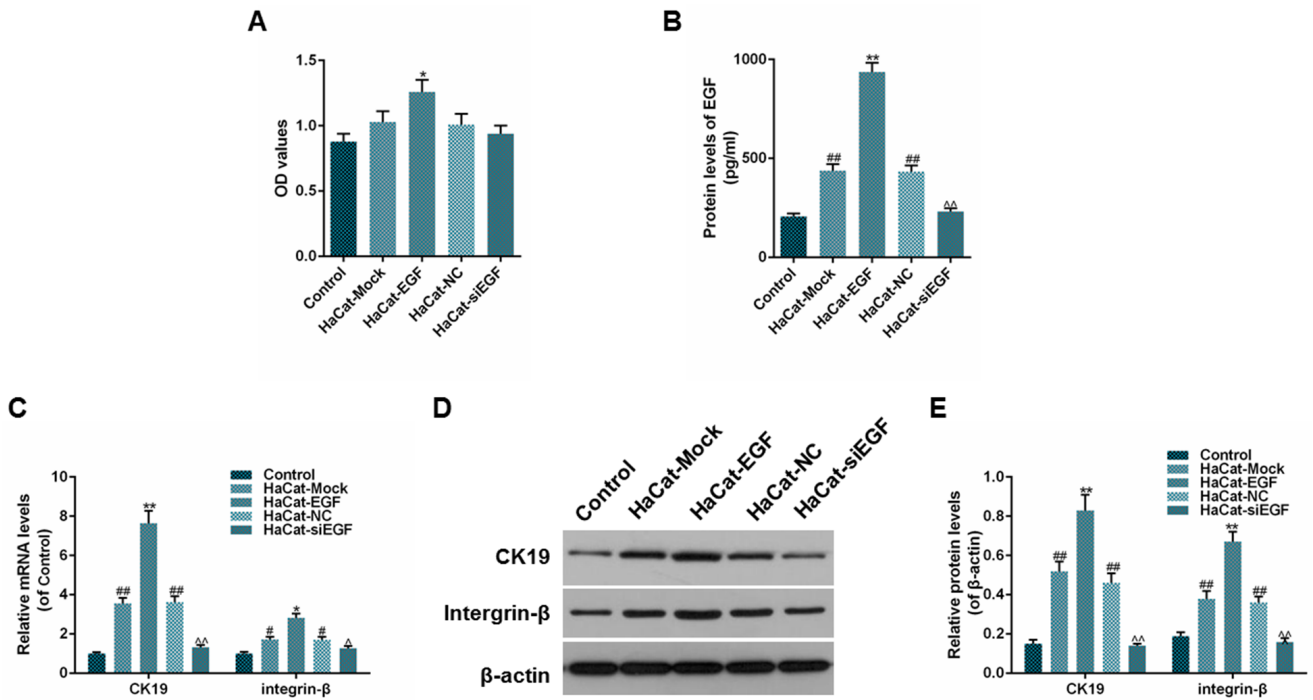 A
OD values
1.5
1.0
0.5
0.0
*
Control
HaCat-Mock
HaCat-EGF
HaCat-NC
HaCat-siEGF
B
Protein levels of EGF
(pg/ml)
1000
500
0
##
**
##
^^
Control
HaCat-Mock
HaCat-EGF
HaCat-NC
HaCat-siEGF
C
Relative mRNA levels
(of Control)
10
8
6
4
2
0
Control
HaCat-Mock
HaCat-EGF
HaCat-NC
HaCat-siEGF
##
**
##
^^
#
*
#
^
CK19
integrin-β
D
Control
HaCat-Mock
HaCat-EGF
HaCat-NC
HaCat-siEGF
CK19
Intergrin-β
β-actin
E
Relative protein levels
(of β-actin)
1.0
0.8
0.6
0.4
0.2
0.0
Control
HaCat-Mock
HaCat-EGF
HaCat-NC
HaCat-siEGF
##
**
##
^^
##
**
##
^^
CK19
integrin-β